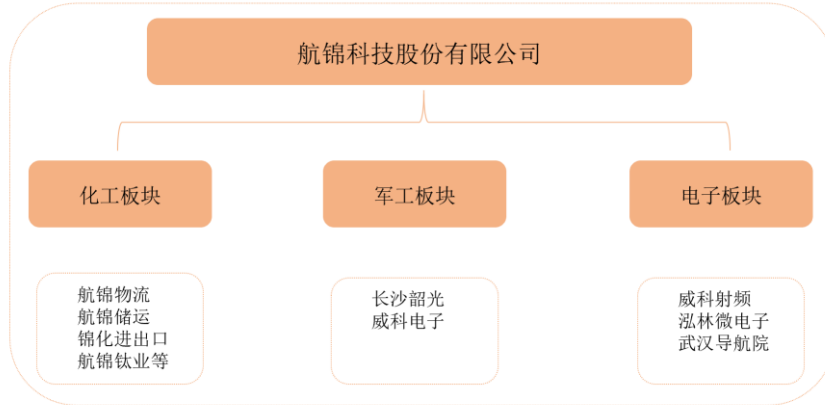 航锦科技股份有限公司
化工板块
军工板块
电子板块
航锦物流
航锦储运
锦化进出口
航锦钛业等
长沙韶光
威科电子
威科射频
泓林微电子
武汉导航院